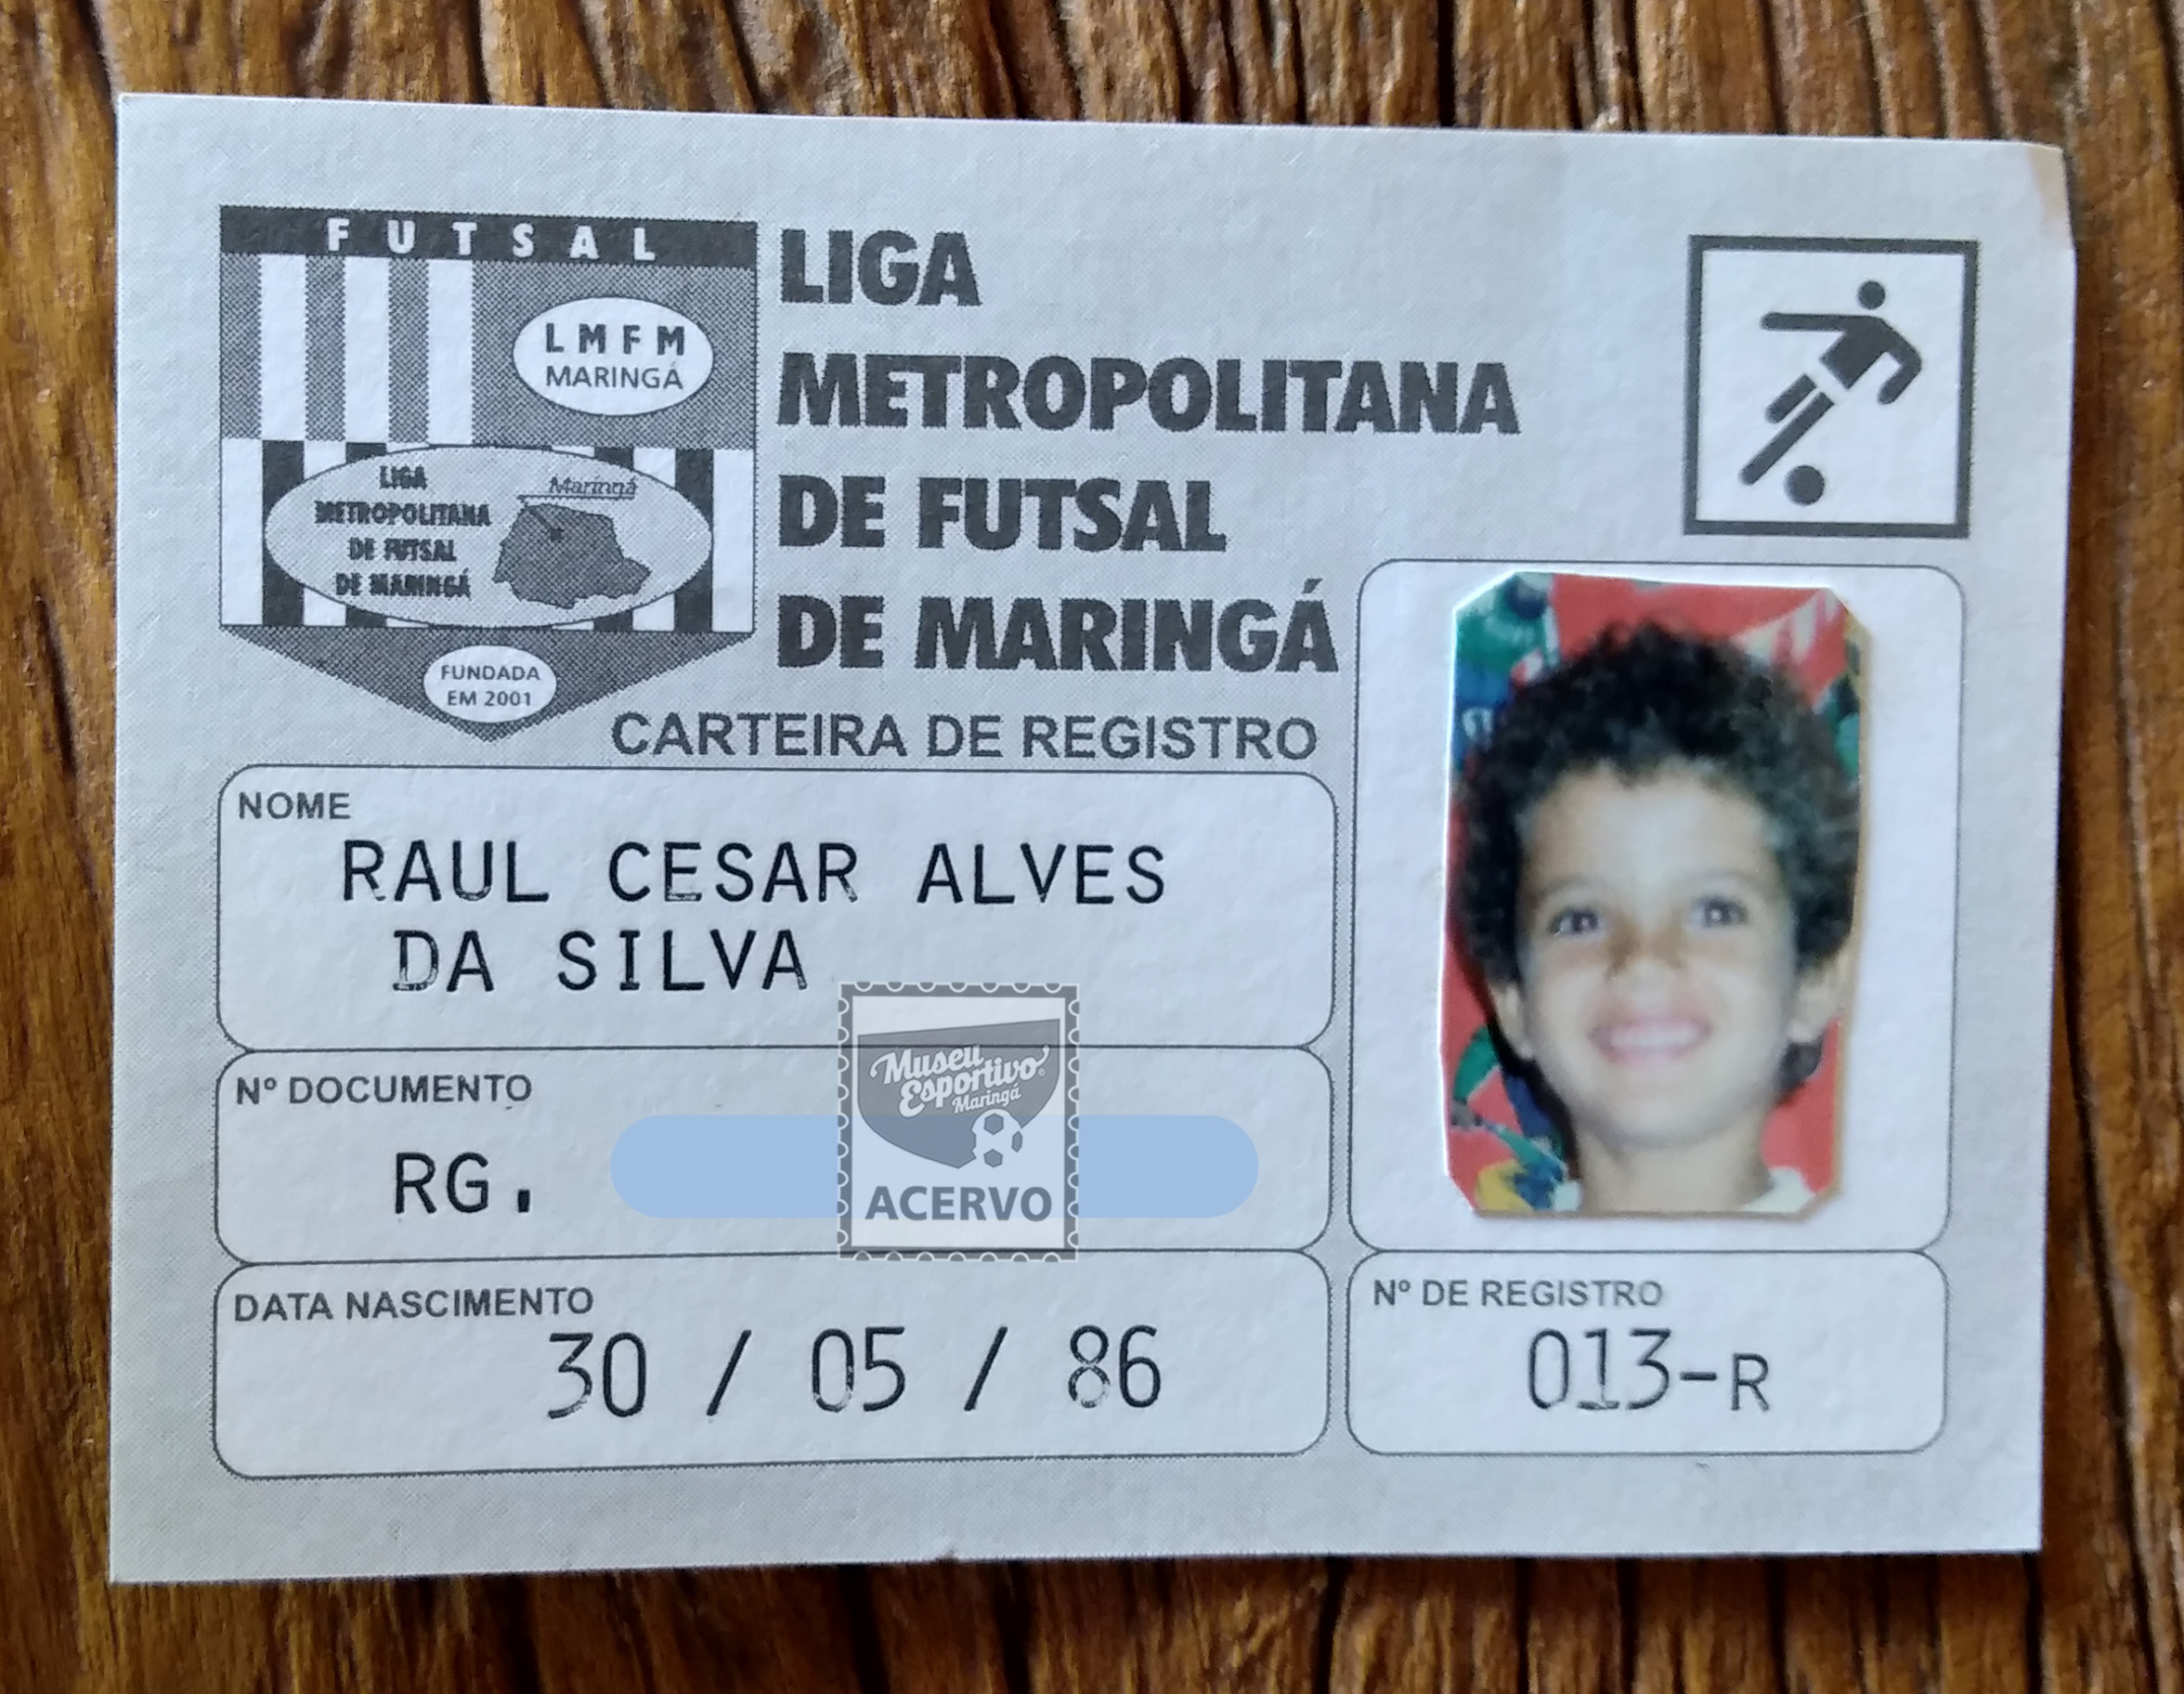 FUTSAL
LMFM
MARINGÁ
LIGA
METROPOLITANA
DE FUTSAL
DE MARINGÁ
Maringá
FUNDADA
EM 2001
LIGA
METROPOLITANA
DE FUTSAL
DE MARINGÁ
CARTEIRA DE REGISTRO
NOME
RAUL CESAR ALVES
DA SILVA
Nº DOCUMENTO
RG.
Museu
Esportivo
Maringá
ACERVO
DATA NASCIMENTO
30 / 05 / 86
Nº DE REGISTRO
013-R